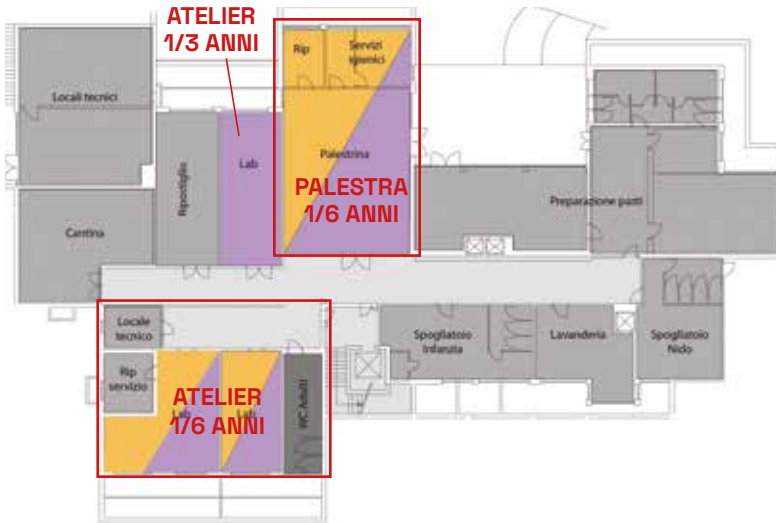 ATELIER
1/3 ANNI
Rip
Servizi
igienici
Locali tecnici
Ripostiglio
Lab
Palestrina
PALESTRA
1/6 ANNI
Preparazione pasti
Cantina
Locale
tecnico
Spogliatoio
Infanzia
Lavanderia
Spogliatoio
Nido
Rip
servizio
ATELIER
1/6 ANNI
Lab
Lab
WC Adulti